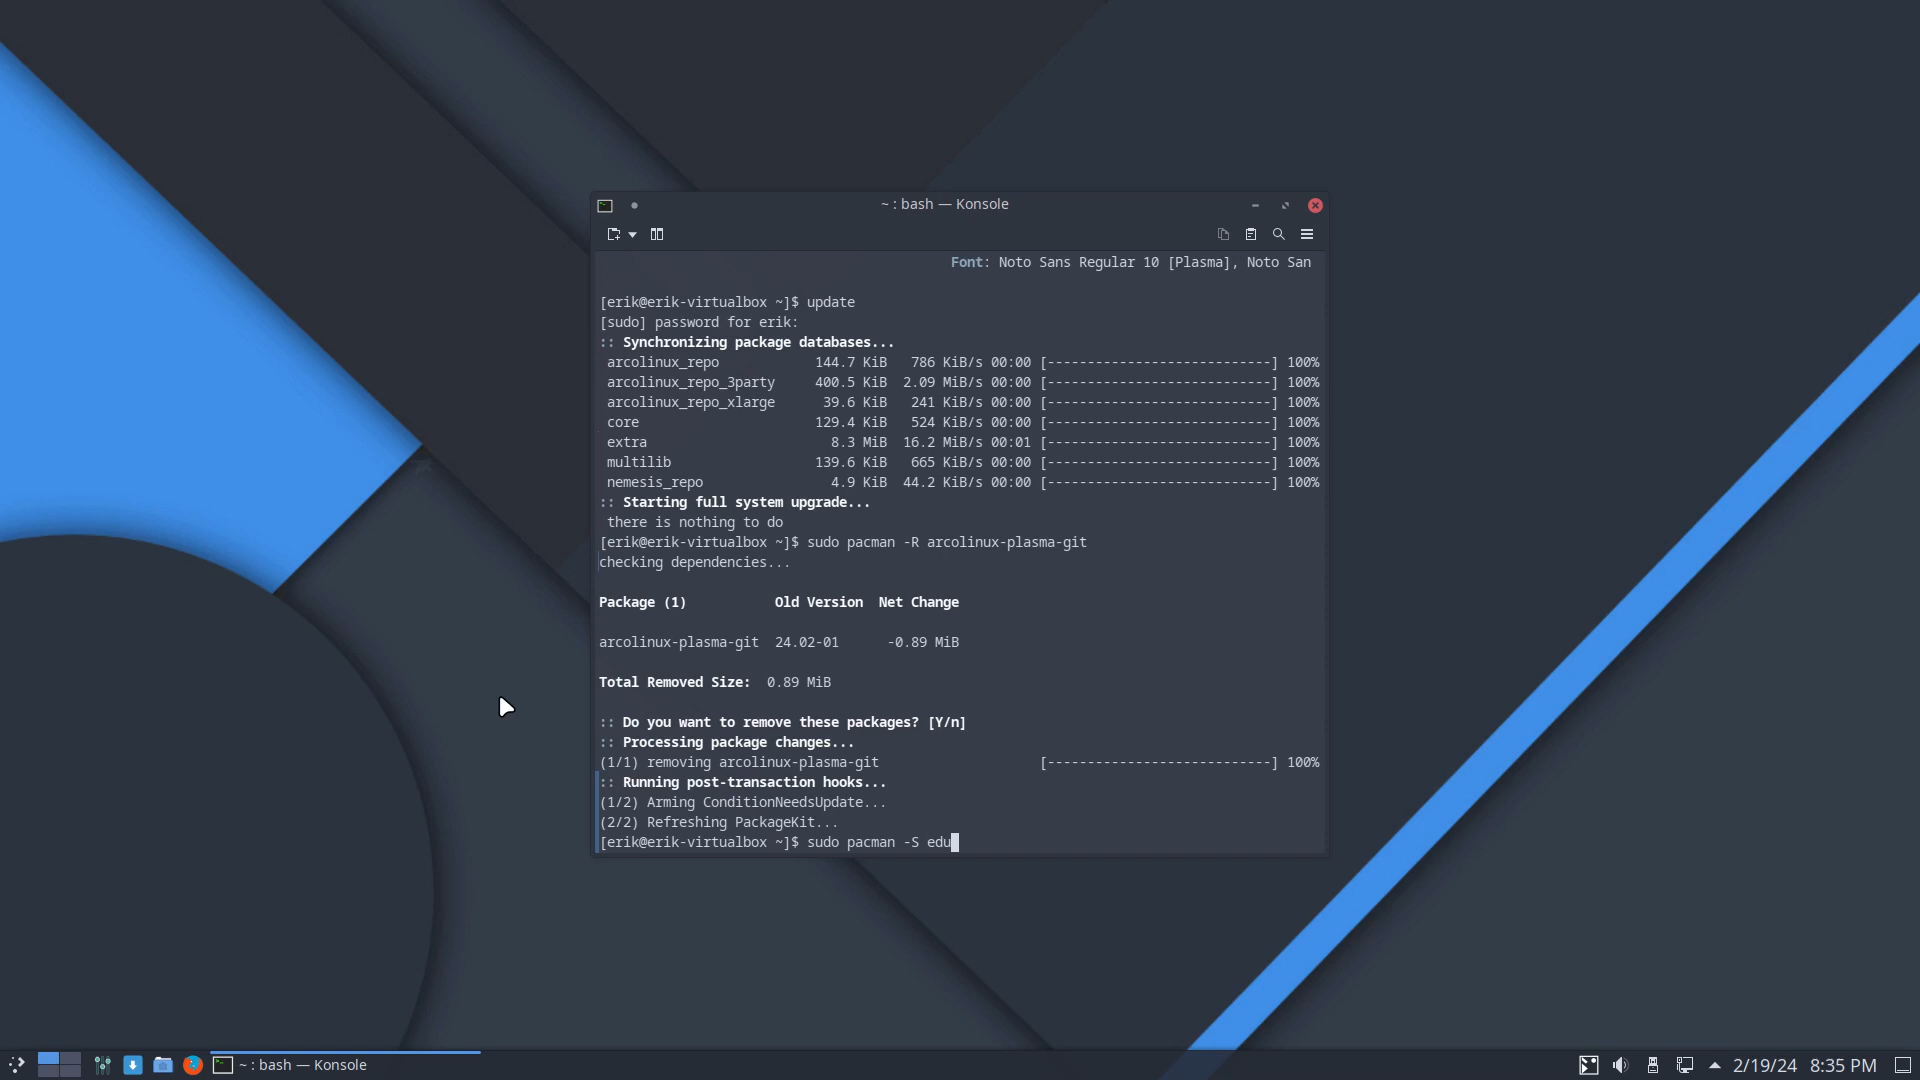 ~ : bash — Konsole
Font: Noto Sans Regular 10 [Plasma], Noto San
[erik@erik-virtualbox ~]$ update
[sudo] password for erik:
:: Synchronizing package databases...
arcolinux_repo 144.7 KiB 786 KiB/s 00:00 [----------------------------] 100%
arcolinux_repo_3party 400.5 KiB 2.09 MiB/s 00:00 [----------------------------] 100%
arcolinux_repo_xlarge 39.6 KiB 241 KiB/s 00:00 [----------------------------] 100%
core 129.4 KiB 524 KiB/s 00:00 [----------------------------] 100%
extra 8.3 MiB 16.2 MiB/s 00:01 [----------------------------] 100%
multilib 139.6 KiB 665 KiB/s 00:00 [----------------------------] 100%
nemesis_repo 4.9 KiB 44.2 KiB/s 00:00 [----------------------------] 100%
:: Starting full system upgrade...
there is nothing to do
[erik@erik-virtualbox ~]$ sudo pacman -R arcolinux-plasma-git
checking dependencies...
Package (1) Old Version Net Change
arcolinux-plasma-git 24.02-01 -0.89 MiB
Total Removed Size: 0.89 MiB
:: Do you want to remove these packages? [Y/n]
:: Processing package changes...
(1/1) removing arcolinux-plasma-git [----------------------------] 100%
:: Running post-transaction hooks...
(1/2) Arming ConditionNeedsUpdate...
(2/2) Refreshing PackageKit...
[erik@erik-virtualbox ~]$ sudo pacman -S edu
~ : bash — Konsole
2/19/24 8:35 PM